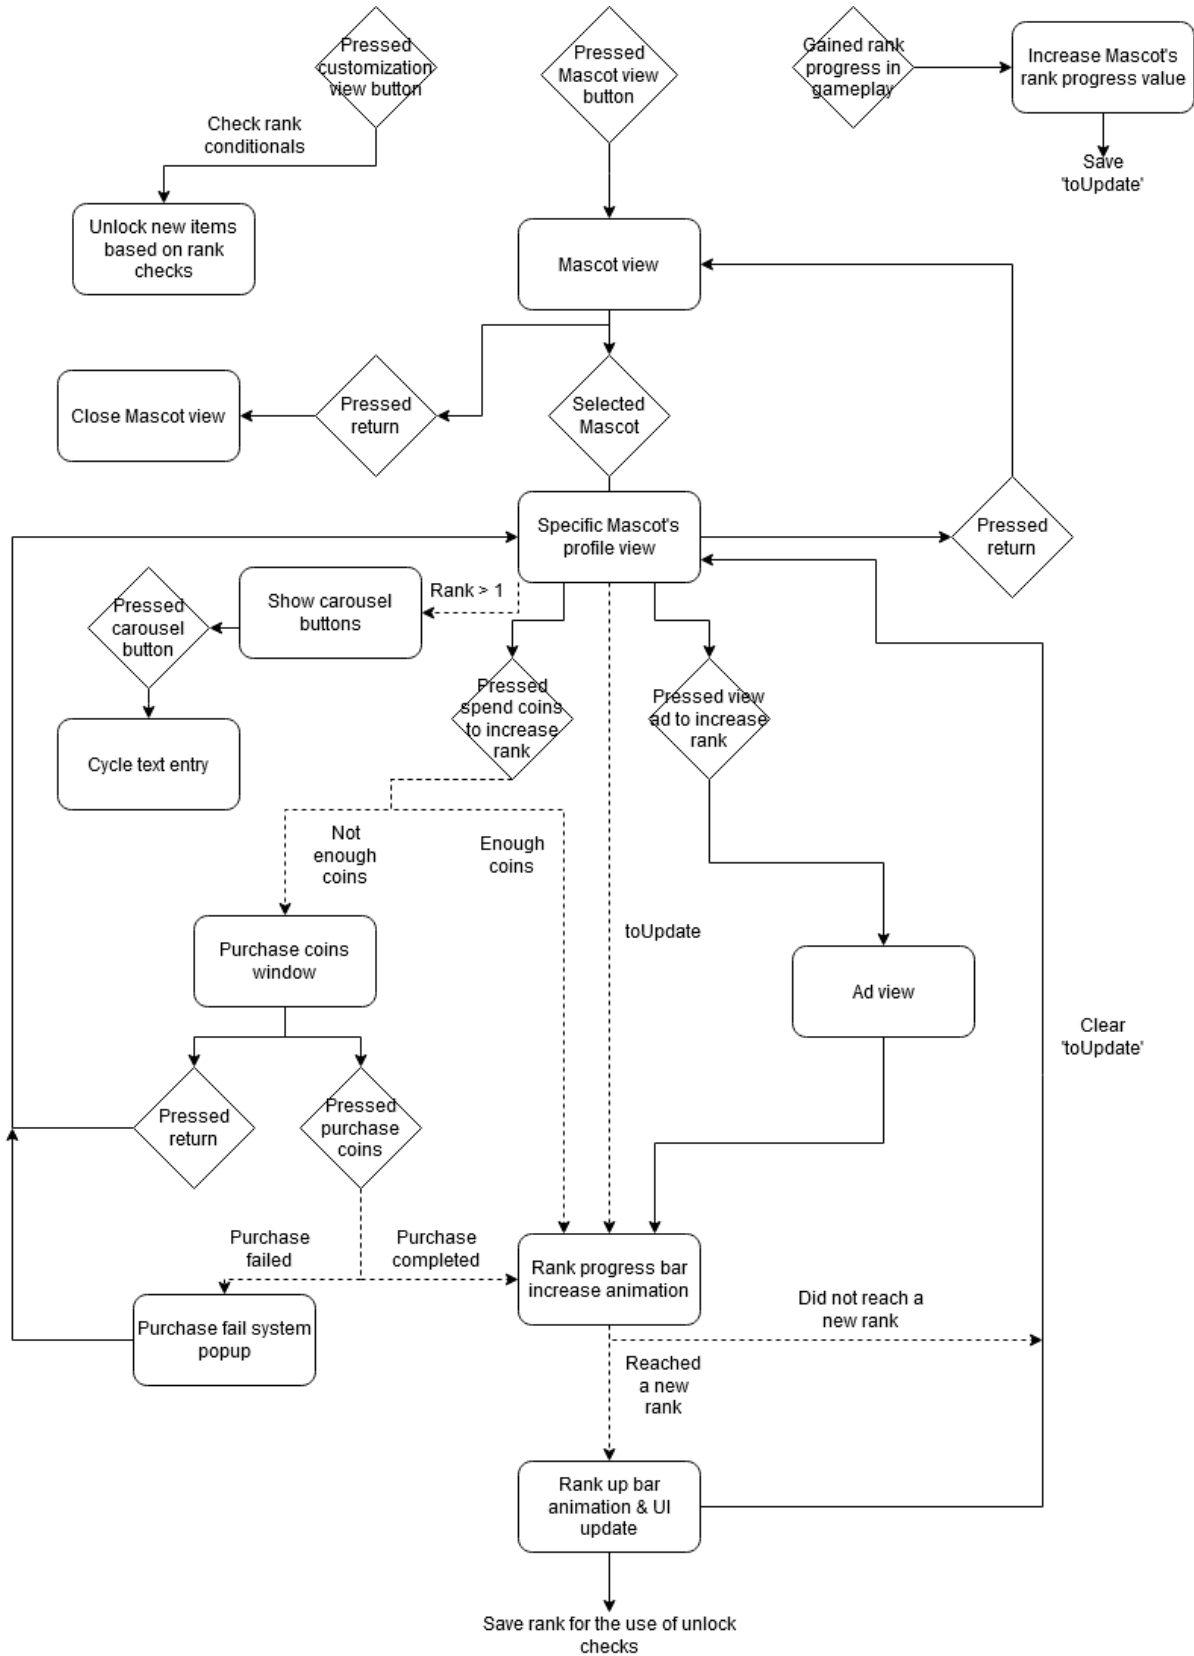 Pressed
customization
view button
Pressed
Mascot view
button
Gained rank
progress in
gameplay
Increase Mascot's
rank progress value
Check rank
conditionals
Save
'toUpdate'
Unlock new items
based on rank
checks
Mascot view
Close Mascot view
Pressed
return
Selected
Mascot
Specific Mascot's
profile view
Pressed
return
Rank > 1
Show carousel
buttons
Pressed
carousel
button
Cycle text entry
Pressed
spend coins
to increase
rank
Pressed view
ad to increase
rank
Not
enough
coins
Enough
coins
toUpdate
Purchase coins
window
Ad view
Clear
'toUpdate'
Pressed
return
Pressed
purchase
coins
Purchase
failed
Purchase
completed
Rank progress bar
increase animation
Did not reach a
new rank
Purchase fail system
popup
Reached
a new
rank
Rank up bar
animation & UI
update
Save rank for the use of unlock
checks